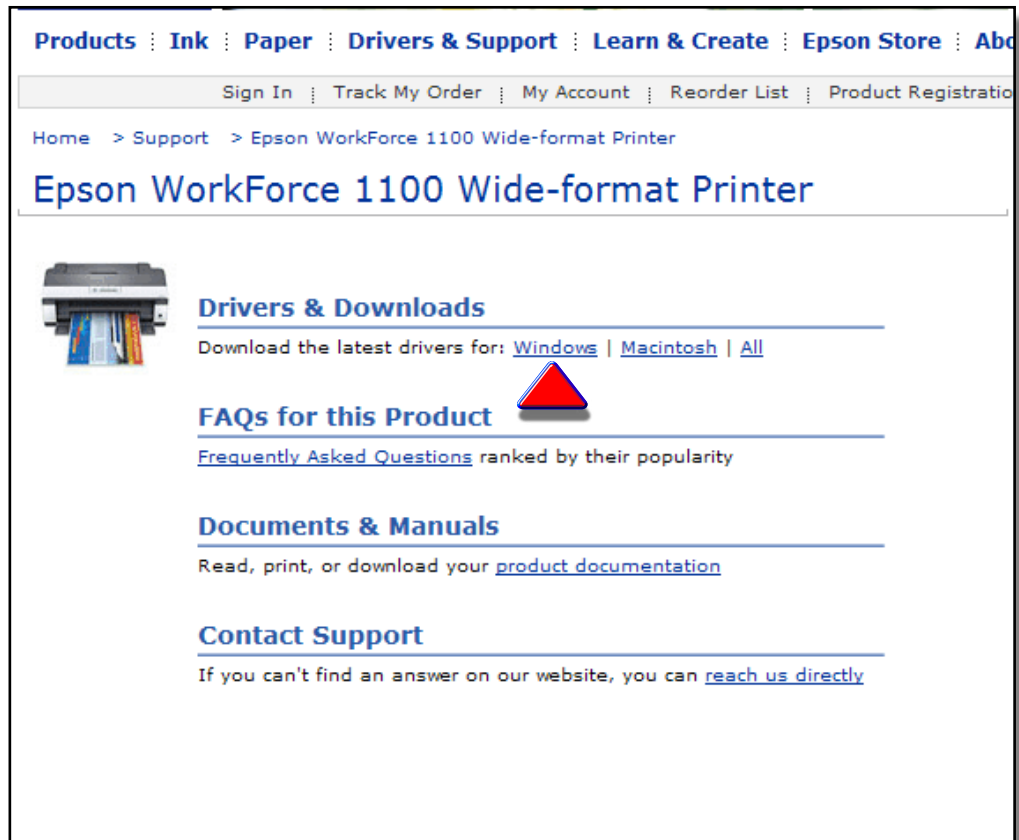 Products Ink Paper Drivers & Support Learn & Create Epson Store
Sign In Track My Order My Account Reorder List Product Registratio
Home > Support > Epson WorkForce 1100 Wide-format Printer
Epson WorkForce 1100 Wide-format Printer
Drivers & Downloads
Download the latest drivers for: Windows | Macintosh | All
FAQs for this Product
Frequently Asked Questions ranked by their popularity
Documents & Manuals
Read, print, or download your product documentation
Contact Support
If you can't find an answer on our website, you can reach us directly